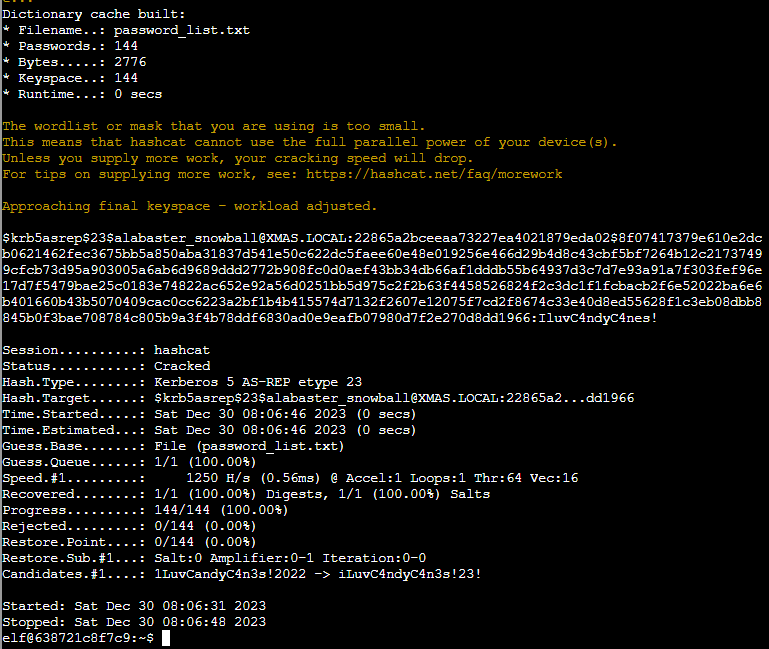 Dictionary cache built:
* Filename..: password_list.txt
* Passwords.: 144
* Bytes.....: 2776
* Keyspace..: 144
* Runtime...: 0 secs
The wordlist or mask that you are using is too small.
This means that hashcat cannot use the full parallel power of your device(s).
Unless you supply more work, your cracking speed will drop.
For tips on supplying more work, see: https://hashcat.net/faq/morework
Approaching final keyspace - workload adjusted.
$krb5asrep$23$alabaster_snowball@XMAS.LOCAL:22865a2bceeaa73227ea4021879eda02$8f07417379e610e2dc
b0621462fec3675bb5a850aba31837d541e50c622dc5faee60e48e019256e466d29b4d8c43cbf5bf7264b12c2173749
9cfcb73d95a903005a6ab6d9689ddd2772b908fc0d0aef43bb34db66af1dddb55b64937d3c7d7e93a91a7f303fef96e
17d7f5479bae25c0183e74822ac652e92a56d0251bb5d975c2f2b63f4458526824f2c3dc1f1fcbacb2f6e52022ba6e6
b401660b43b5070409cac0cc6223a2bf1b4b415574d7132f2607e12075f7cd2f8674c33e40d8ed55628f1c3eb08dbb8
845b0f3bae708784c805b9a3f4b78ddf6830ad0e9eafb07980d7f2e270d8dd1966:IluvC4ndyC4nes!
Session..........: hashcat
Status...........: Cracked
Hash.Type........: Kerberos 5 AS-REP etype 23
Hash.Target......: $krb5asrep$23$alabaster_snowball@XMAS.LOCAL:22865a2...dd1966
Time.Started.....: Sat Dec 30 08:06:46 2023 (0 secs)
Time.Estimated...: Sat Dec 30 08:06:46 2023 (0 secs)
Guess.Base.......: File (password_list.txt)
Guess.Queue......: 1/1 (100.00%)
Speed.#1.........:     1250 H/s (0.56ms) @ Accel:1 Loops:1 Thr:64 Vec:16
Recovered........: 1/1 (100.00%) Digests, 1/1 (100.00%) Salts
Progress.........: 144/144 (100.00%)
Rejected.........: 0/144 (0.00%)
Restore.Point....: 0/144 (0.00%)
Restore.Sub.#1...: Salt:0 Amplifier:0-1 Iteration:0-0
Candidates.#1....: 1LuvCandyC4n3s!2022 -> iLuvC4ndyC4n3s!23!
Started: Sat Dec 30 08:06:31 2023
Stopped: Sat Dec 30 08:06:48 2023
elf@638721c8f7c9:~$